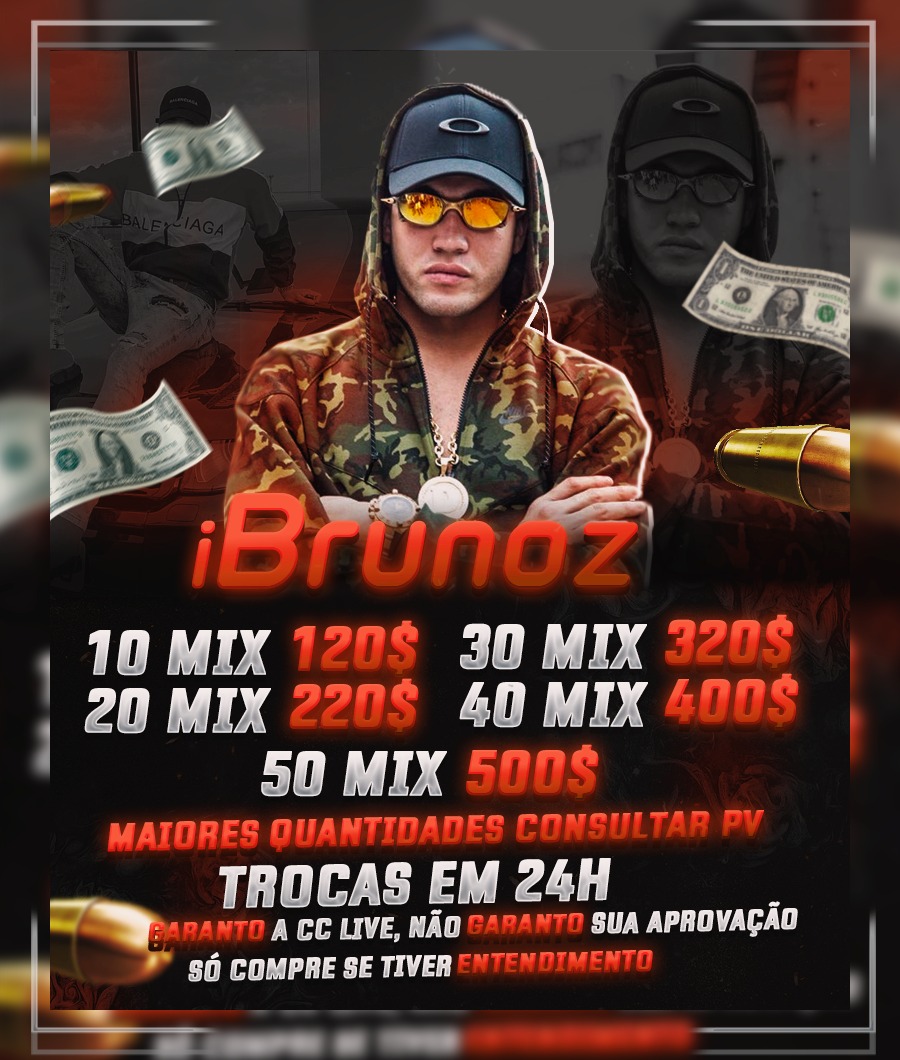 BALENCIAGA
iBrunoz
10 MIX 120$ 30 MIX 320$
20 MIX 220$ 40 MIX 400$
50 MIX 500$
MAIORES QUANTIDADES CONSULTAR PV
TROCAS EM 24H
GARANTO A CC LIVE, NÃO GARANTO SUA APROVAÇÃO
SÓ COMPRE SE TIVER ENTENDIMENTO